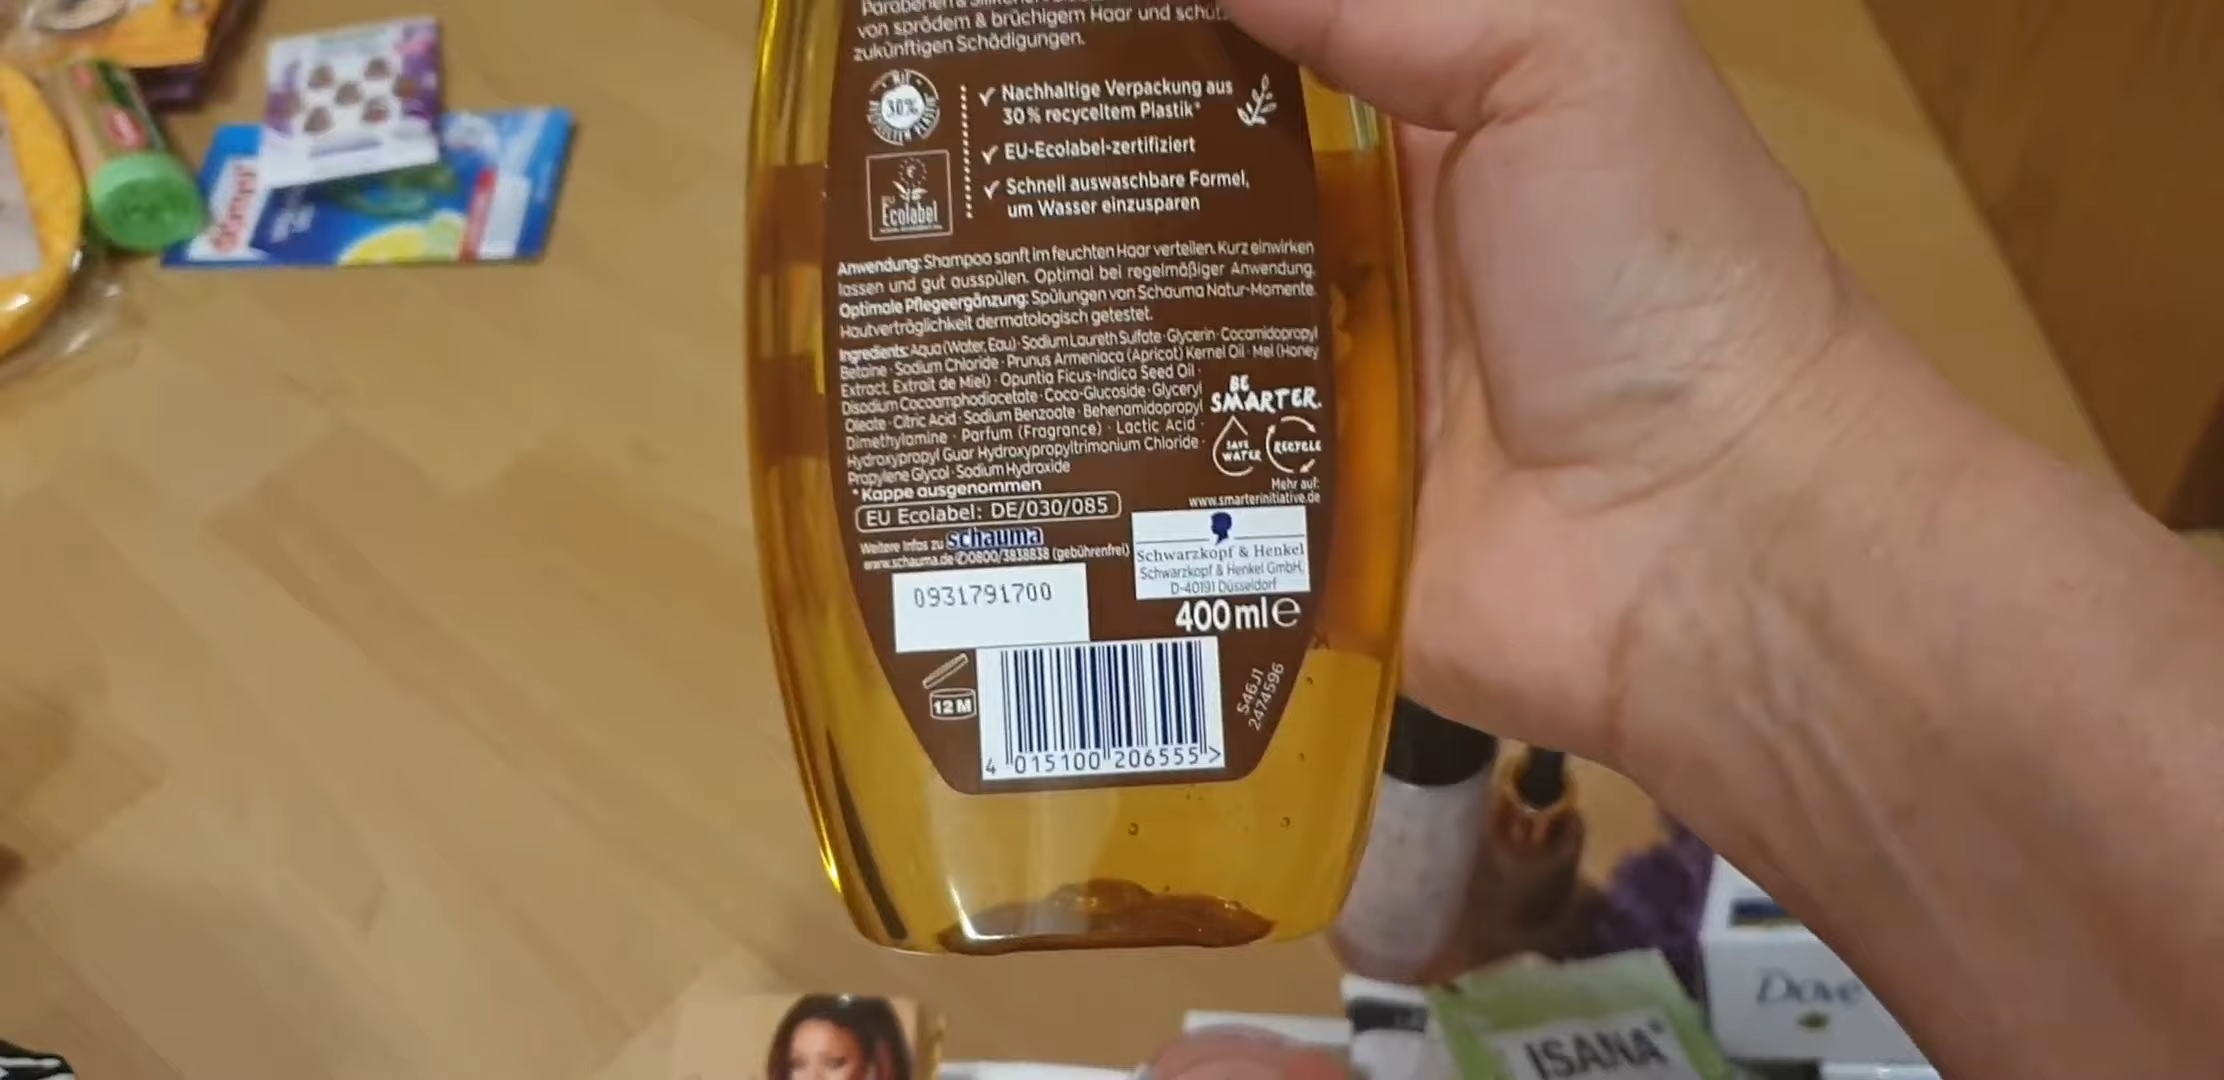 von sprödem & brüchigem Haar und
zukünftigen Schädigungen.
30%
Nachhaltige Verpackung aus
30% recyceltem Plastik*
EU-Ecolabel-zertifiziert
Schnell auswaschbare Formel,
um Wasser einzusparen
Ecolabel
Anwendung: Shampoo sanft im feuchten Haar verteilen. Kurz einwirken
lassen und gut ausspülen. Optimal bei regelmäßiger Anwendung.
Optimale Pflegeergänzung: Spülungen von Schauma Natur-Momente.
Hautverträglichkeit dermatologisch getestet.
Ingredients: Aqua (Water, Eau) · Sodium Laureth Sulfate · Glycerin · Cocamidopropyl
Betaine · Sodium Chloride · Prunus Armeniaca (Apricot) Kernel Oil · Mel (Honey
Extract, Extrait de Miel) · Opuntia Ficus-Indica Seed Oil ·
Disodium Cocoamphodiacetate · Coco-Glucoside · Glyceryl
Oleate · Citric Acid · Sodium Benzoate · Behenamidopropyl
Dimethylamine · Parfum (Fragrance) · Lactic Acid ·
Hydroxypropyl Guar Hydroxypropyltrimonium Chloride ·
Propylene Glycol · Sodium Hydroxide
*Kappe ausgenommen
BE
SMARTER.
SAVE
WATER
RECYCLE
Mehr auf:
www.smarterinitiative.de
EU Ecolabel: DE/030/085
Weitere Infos zu schauma
www.schauma.de ✆0800/3838838 (gebührenfrei)
Schwarzkopf & Henkel
Schwarzkopf & Henkel GmbH,
D-40191 Düsseldorf
0931791700
400 ml e
12 M
4 015100 206555 >
S46J1
2474596
Dove
ISANA